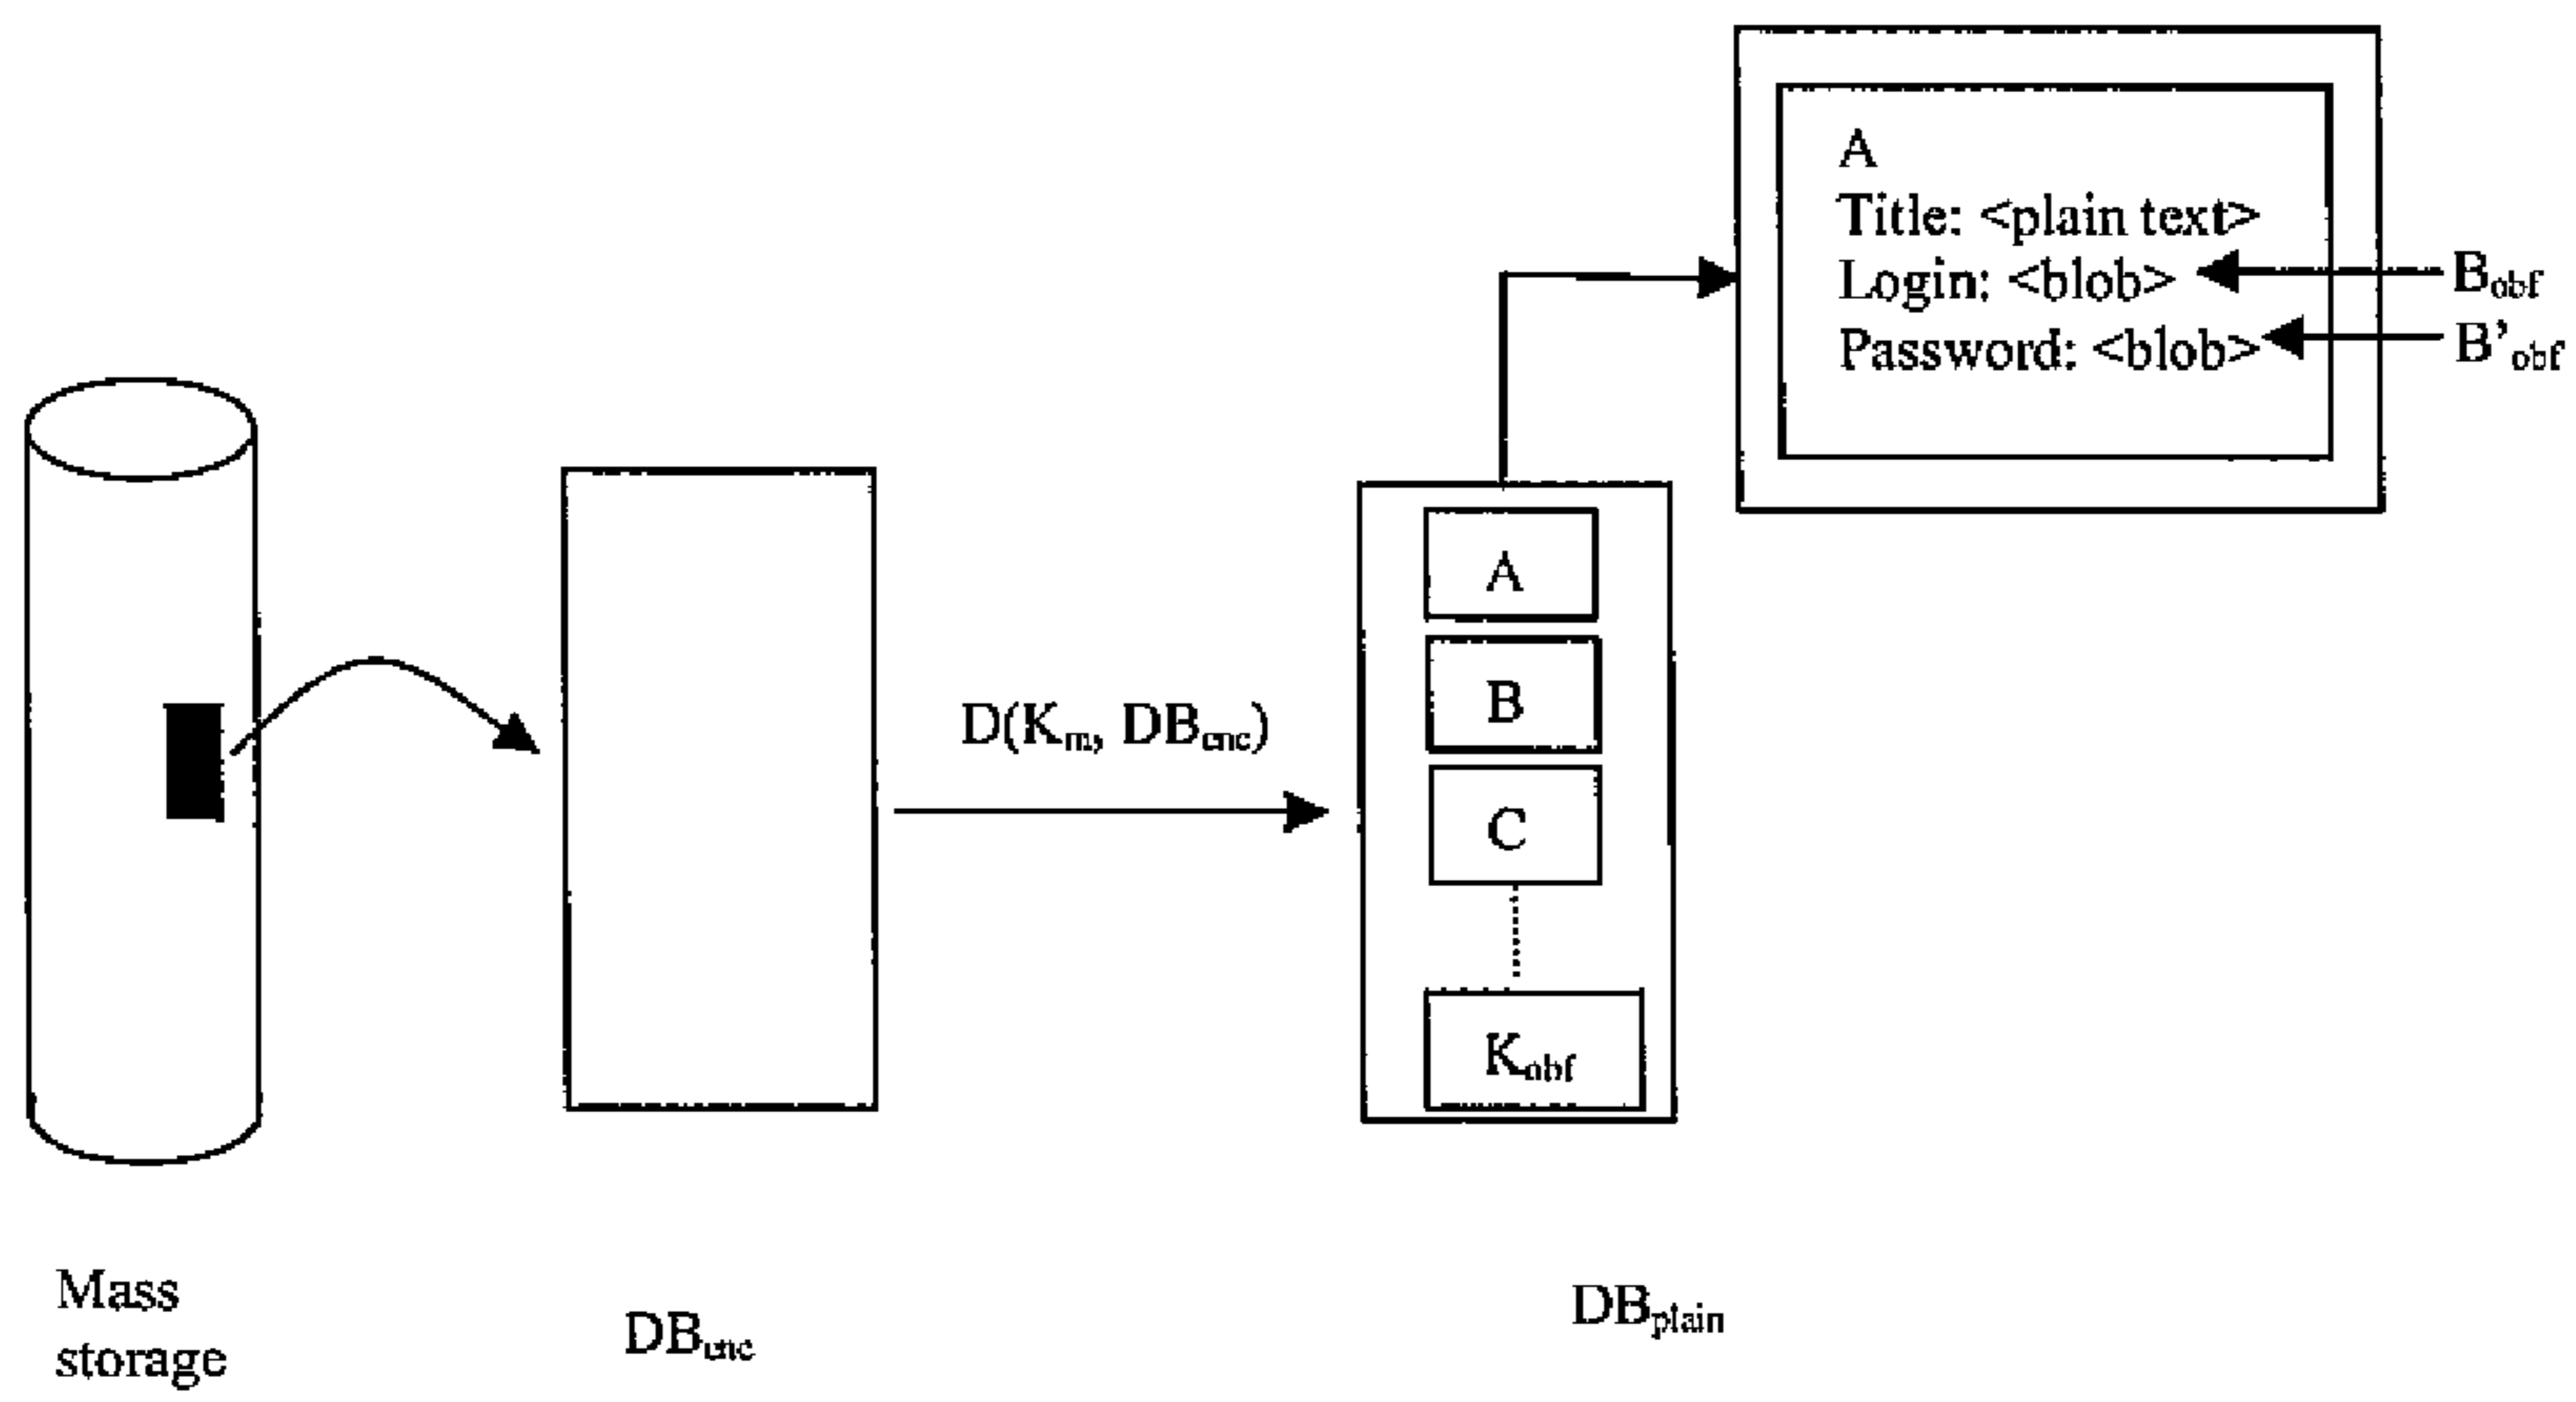 A
Title: <plain text>
Login: <blob>
Password: <blob>
B_obf
B'_obf
D(K_m, DB_enc)
A
B
C
K_obf
Mass
storage
DB_enc
DB_plain